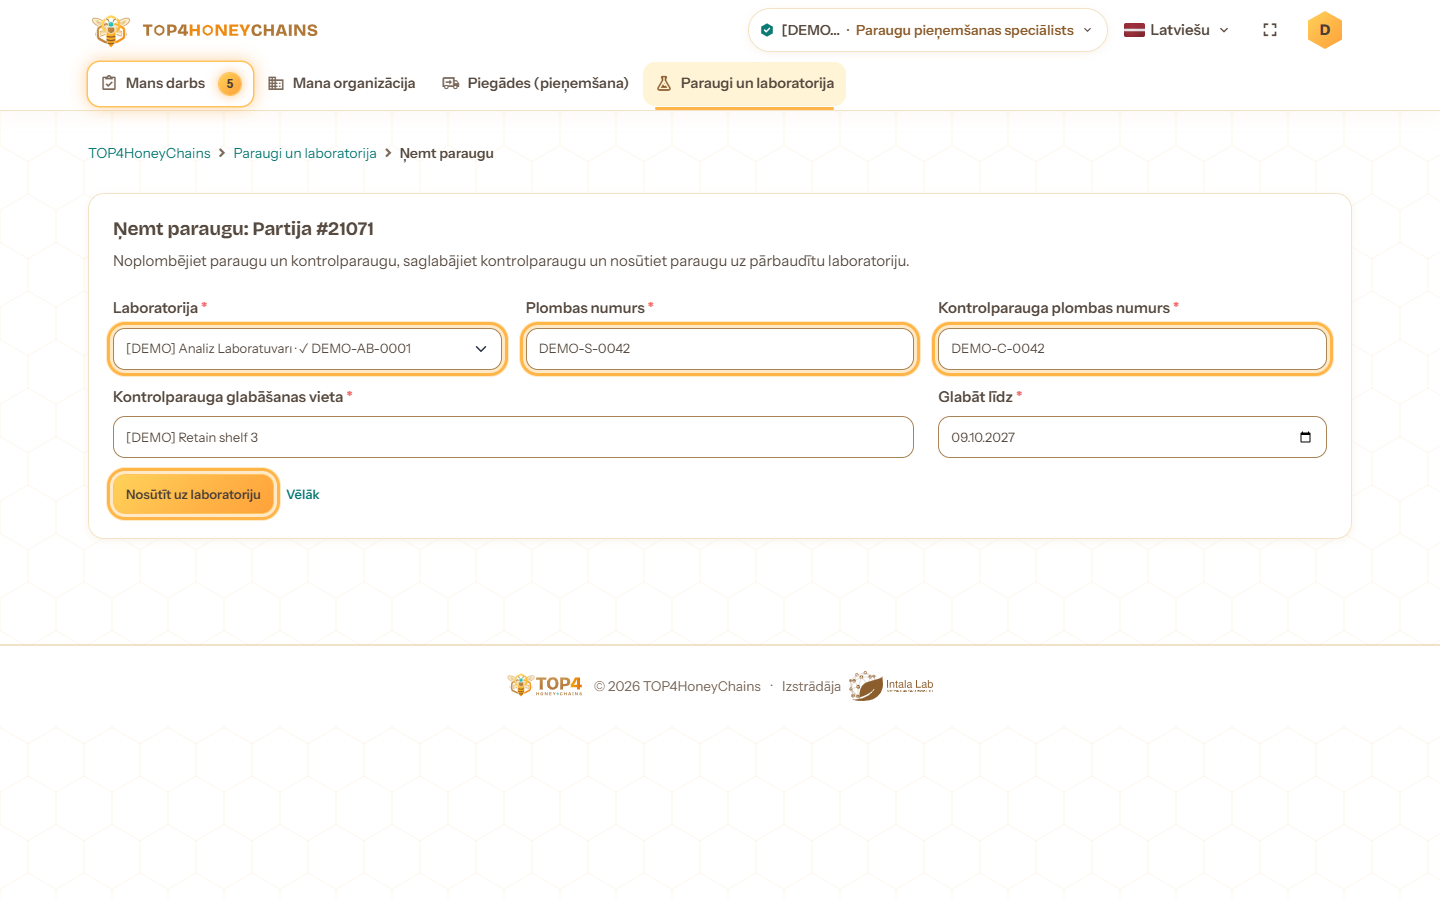 TOP4HONEYCHAINS
[DEMO... · Paraugu pieņemšanas speciālists
Latviešu
D
Mans darbs 5
Mana organizācija
Piegādes (pieņemšana)
Paraugi un laboratorija
TOP4HoneyChains > Paraugi un laboratorija > Ņemt paraugu
Ņemt paraugu: Partija #21071
Noplombējiet paraugu un kontrolparaugu, saglabājiet kontrolparaugu un nosūtiet paraugu uz pārbaudītu laboratoriju.
Laboratorija *
Plombas numurs *
Kontrolparauga plombas numurs *
[DEMO] Analiz Laboratuvarı · ✓ DEMO-AB-0001
DEMO-S-0042
DEMO-C-0042
Kontrolparauga glabāšanas vieta *
Glabāt līdz *
[DEMO] Retain shelf 3
09.10.2027
Nosūtīt uz laboratoriju
Vēlāk
TOP4 HONEYCHAINS
© 2026 TOP4HoneyChains · Izstrādāja
Intala Lab